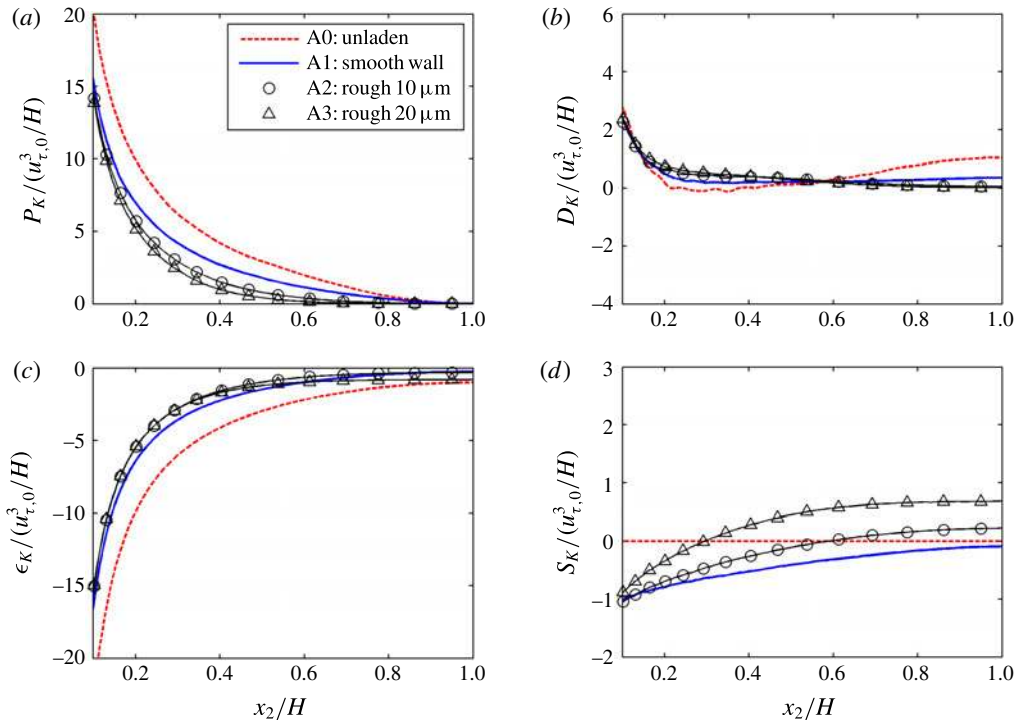 (a)
20
15
10
5
0
0.2 0.4 0.6 0.8 1.0
P_K/(u³_τ,0/H)
A0: unladen
A1: smooth wall
A2: rough 10 μm
A3: rough 20 μm
(b)
6
4
2
0
−2
−4
0.2 0.4 0.6 0.8 1.0
D_K/(u³_τ,0/H)
(c)
0
−5
−10
−15
−20
0.2 0.4 0.6 0.8 1.0
ϵ_K/(u³_τ,0/H)
x₂/H
(d)
3
2
1
0
−1
−2
0.2 0.4 0.6 0.8 1.0
S_K/(u³_τ,0/H)
x₂/H